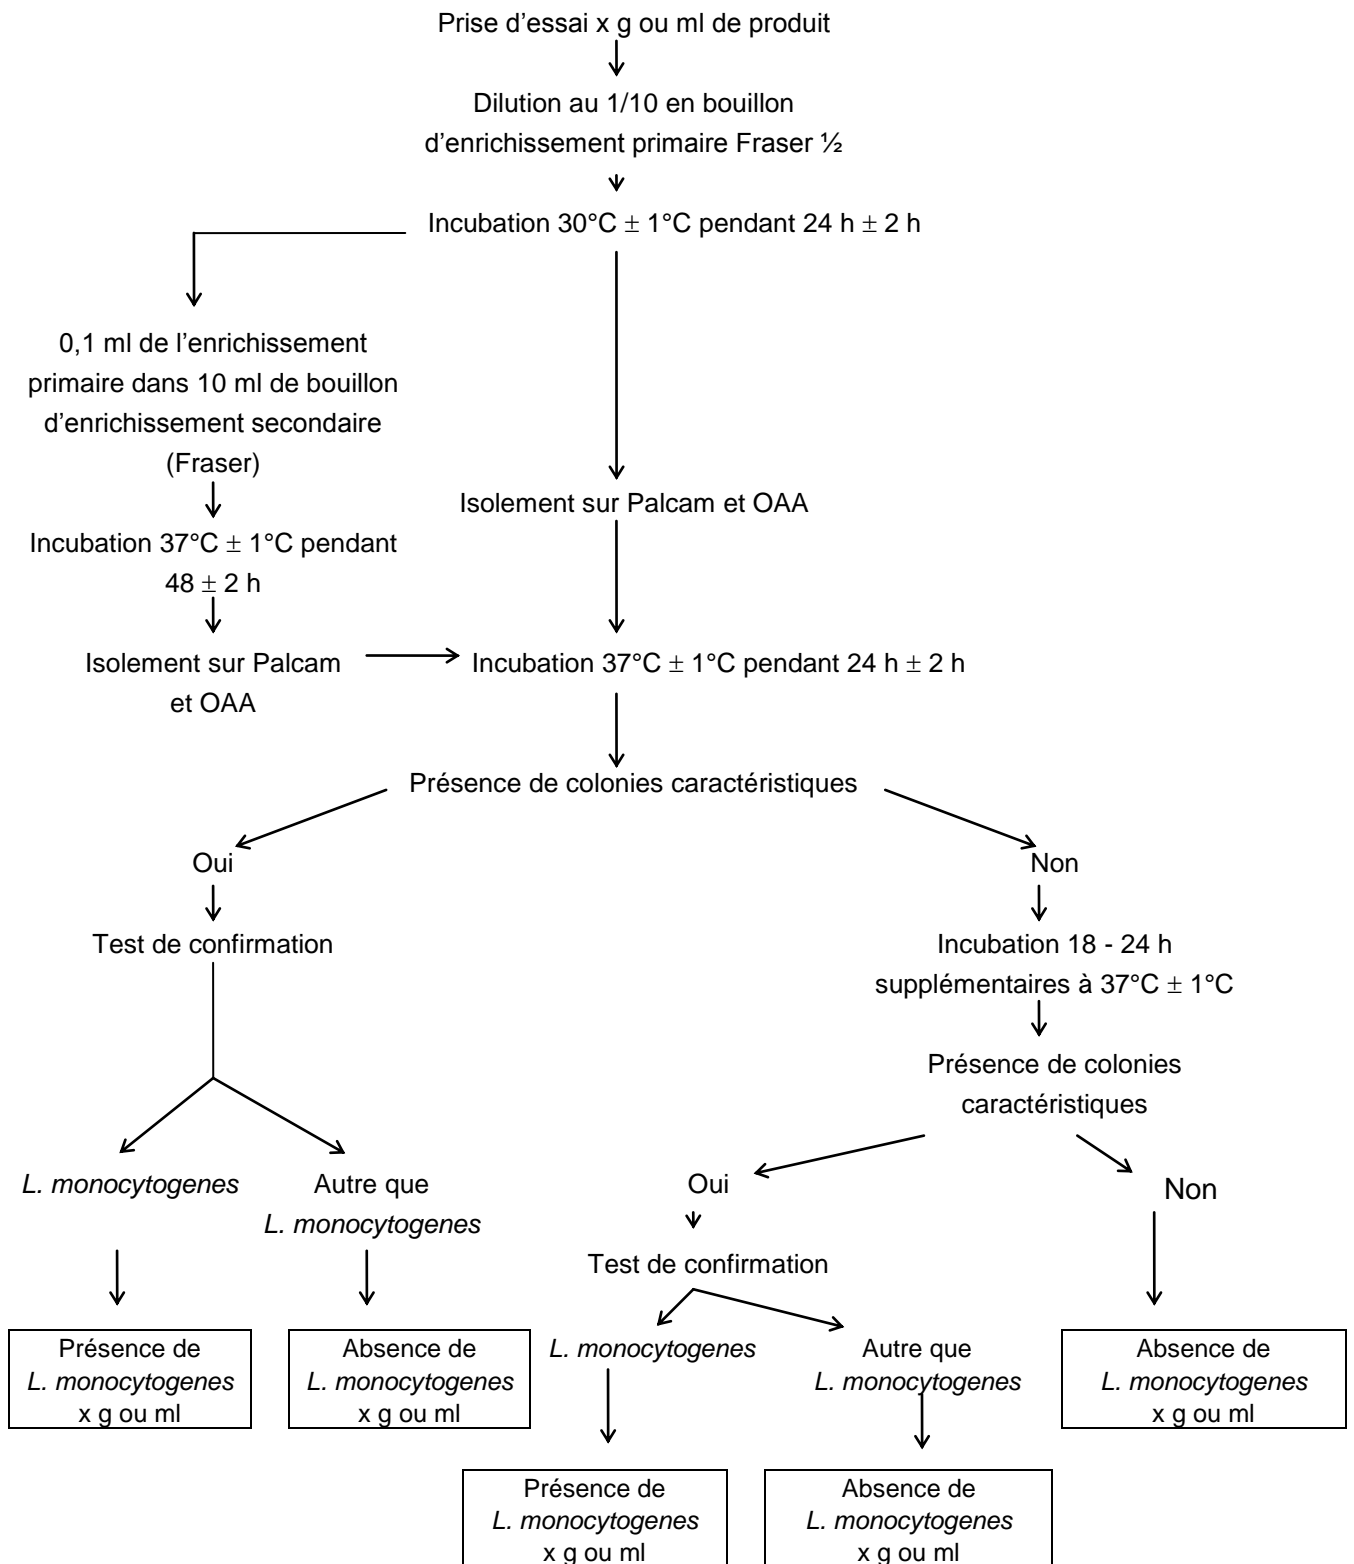 Prise d’essai x g ou ml de produit
Dilution au 1/10 en bouillon
d’enrichissement primaire Fraser ½
Incubation 30°C ± 1°C pendant 24 h ± 2 h
0,1 ml de l’enrichissement
primaire dans 10 ml de bouillon
d’enrichissement secondaire
(Fraser)
Incubation 37°C ± 1°C pendant
48 ± 2 h
Isolement sur Palcam
et OAA
Isolement sur Palcam et OAA
Incubation 37°C ± 1°C pendant 24 h ± 2 h
Présence de colonies caractéristiques
Oui
Test de confirmation
L. monocytogenes
Autre que
L. monocytogenes
Présence de
L. monocytogenes
x g ou ml
Absence de
L. monocytogenes
x g ou ml
Non
Incubation 18 - 24 h
supplémentaires à 37°C ± 1°C
Présence de colonies
caractéristiques
Oui
Test de confirmation
L. monocytogenes
Autre que
L. monocytogenes
Présence de
L. monocytogenes
x g ou ml
Absence de
L. monocytogenes
x g ou ml
Non
Absence de
L. monocytogenes
x g ou ml